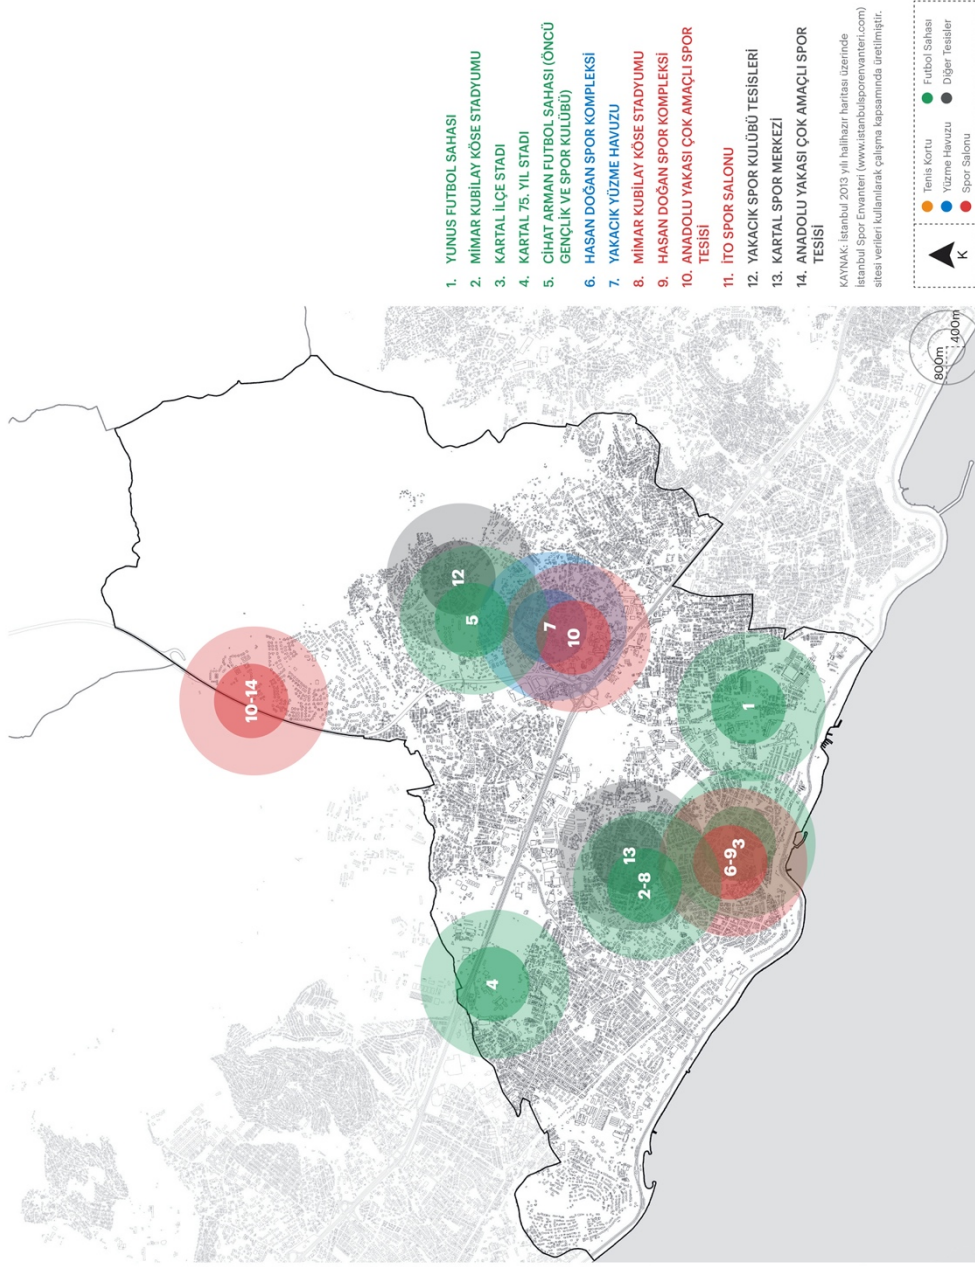 1. YUNUS FUTBOL SAHASI
2. MİMAR KUBİLAY KÖSE STADYUMU
3. KARTAL İLÇE STADI
4. KARTAL 75. YIL STADI
5. CİHAT ARMAN FUTBOL SAHASI (ÖNCÜ
GENÇLİK VE SPOR KULÜBÜ)
6. HASAN DOĞAN SPOR KOMPLEKSİ
7. YAKACIK YÜZME HAVUZU
8. MİMAR KUBİLAY KÖSE STADYUMU
9. HASAN DOĞAN SPOR KOMPLEKSİ
10. ANADOLU YAKASI ÇOK AMAÇLI SPOR
TESİSİ
11. İTO SPOR SALONU
12. YAKACIK SPOR KULÜBÜ TESİSLERİ
13. KARTAL SPOR MERKEZİ
14. ANADOLU YAKASI ÇOK AMAÇLI SPOR
TESİSİ
KAYNAK: İstanbul 2013 yılı halihazır haritası üzerinde
İstanbul Spor Envanteri (www.istanbulsporenvanteri.com)
sitesi verileri kullanılarak çalışma kapsamında üretilmiştir.
K
Tenis Kortu
Yüzme Havuzu
Spor Salonu
Futbol Sahası
Diğer Tesisler
10-14
12
5
7
10
4
13
2-8
1
6-9
3
800m
400m